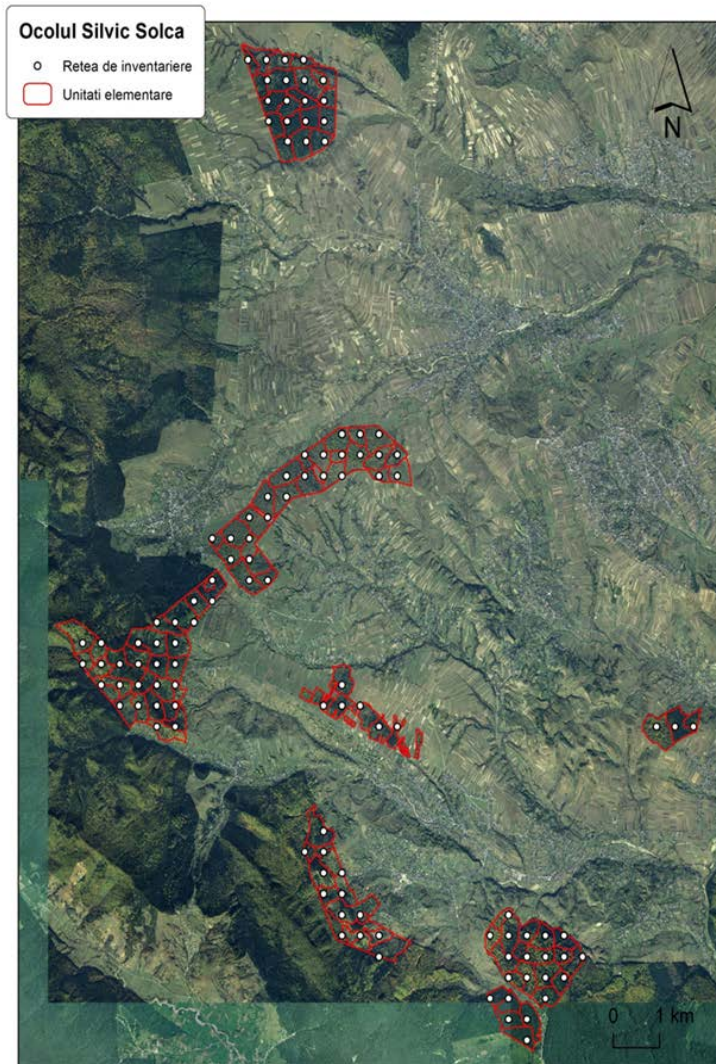 Ocolul Silvic Solca
Retea de inventariere
Unitati elementare
N
0 1 km